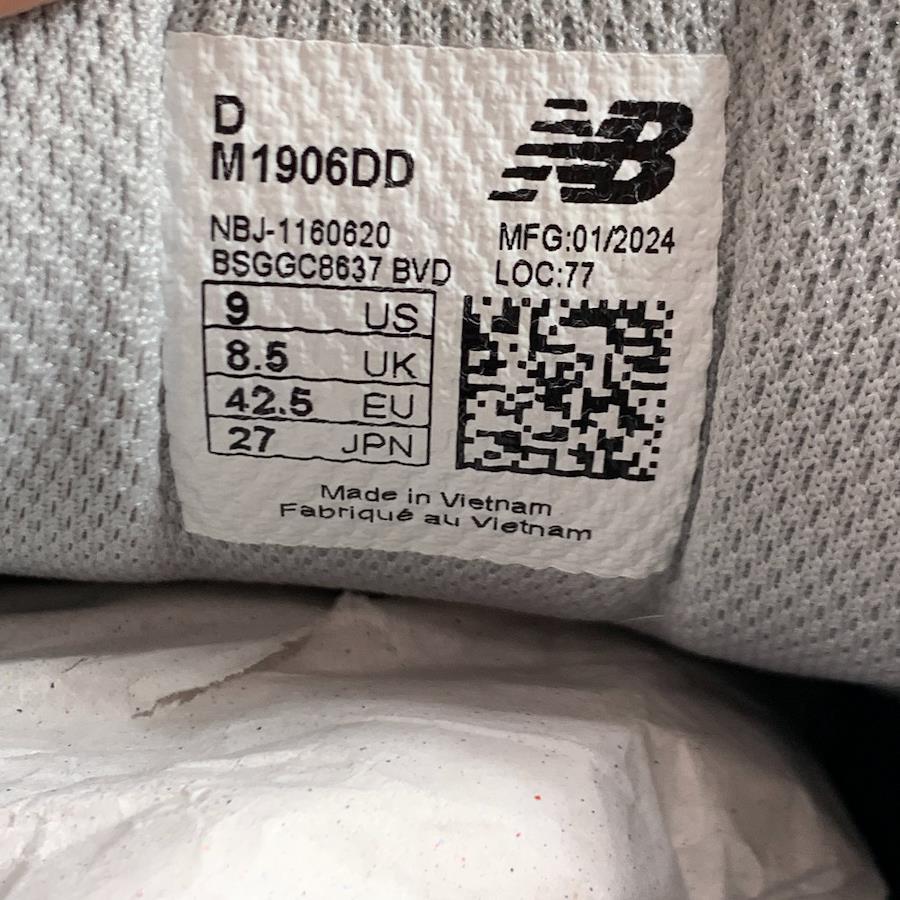 D
M1906DD
NB
NBJ-1160620
BSGGC8637 BVD
MFG:01/2024
LOC:77
9 US
8.5 UK
42.5 EU
27 JPN
Made in Vietnam
Fabriqué au Vietnam